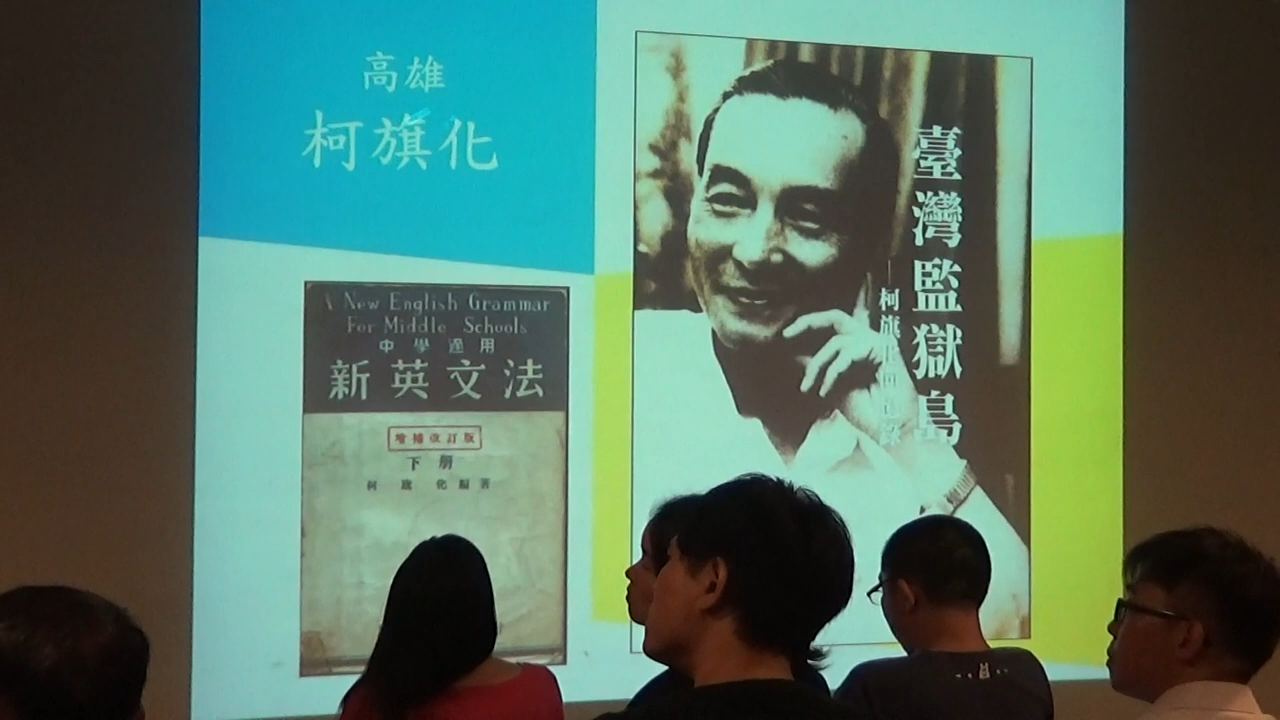 高雄
柯旗化
A New English Grammar
For Middle Schools
中學適用
新英文法
增補改訂版
下册
柯旗化編著
臺灣監獄島
—柯旗化回憶錄